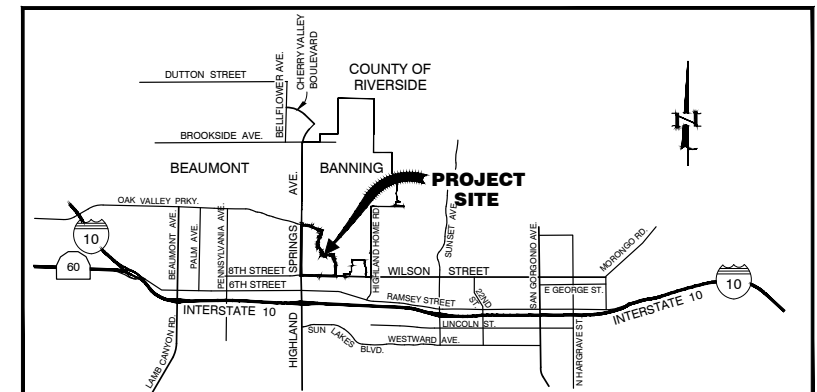 DUTTON STREET
BELLFLOWER AVE.
CHERRY VALLEY
BOULEVARD
COUNTY OF
RIVERSIDE
BROOKSIDE AVE.
BEAUMONT
BANNING
N
PROJECT
SITE
OAK VALLEY PRKY.
HIGHLAND SPRINGS AVE.
BEAUMONT AVE.
PALM AVE.
PENNSYLVANIA AVE.
HIGHLAND HOME RD.
SUNSET AVE.
SAN GORGONIO AVE.
MORONGO RD.
10
60
8TH STREET
6TH STREET
WILSON STREET
22ND
ST.
E GEORGE ST.
RAMSEY STREET
INTERSTATE 10
INTERSTATE 10
10
LINCOLN ST.
SUN LAKES BLVD.
WESTWARD AVE.
LAMB CANYON RD.
N HARGRAVE ST.